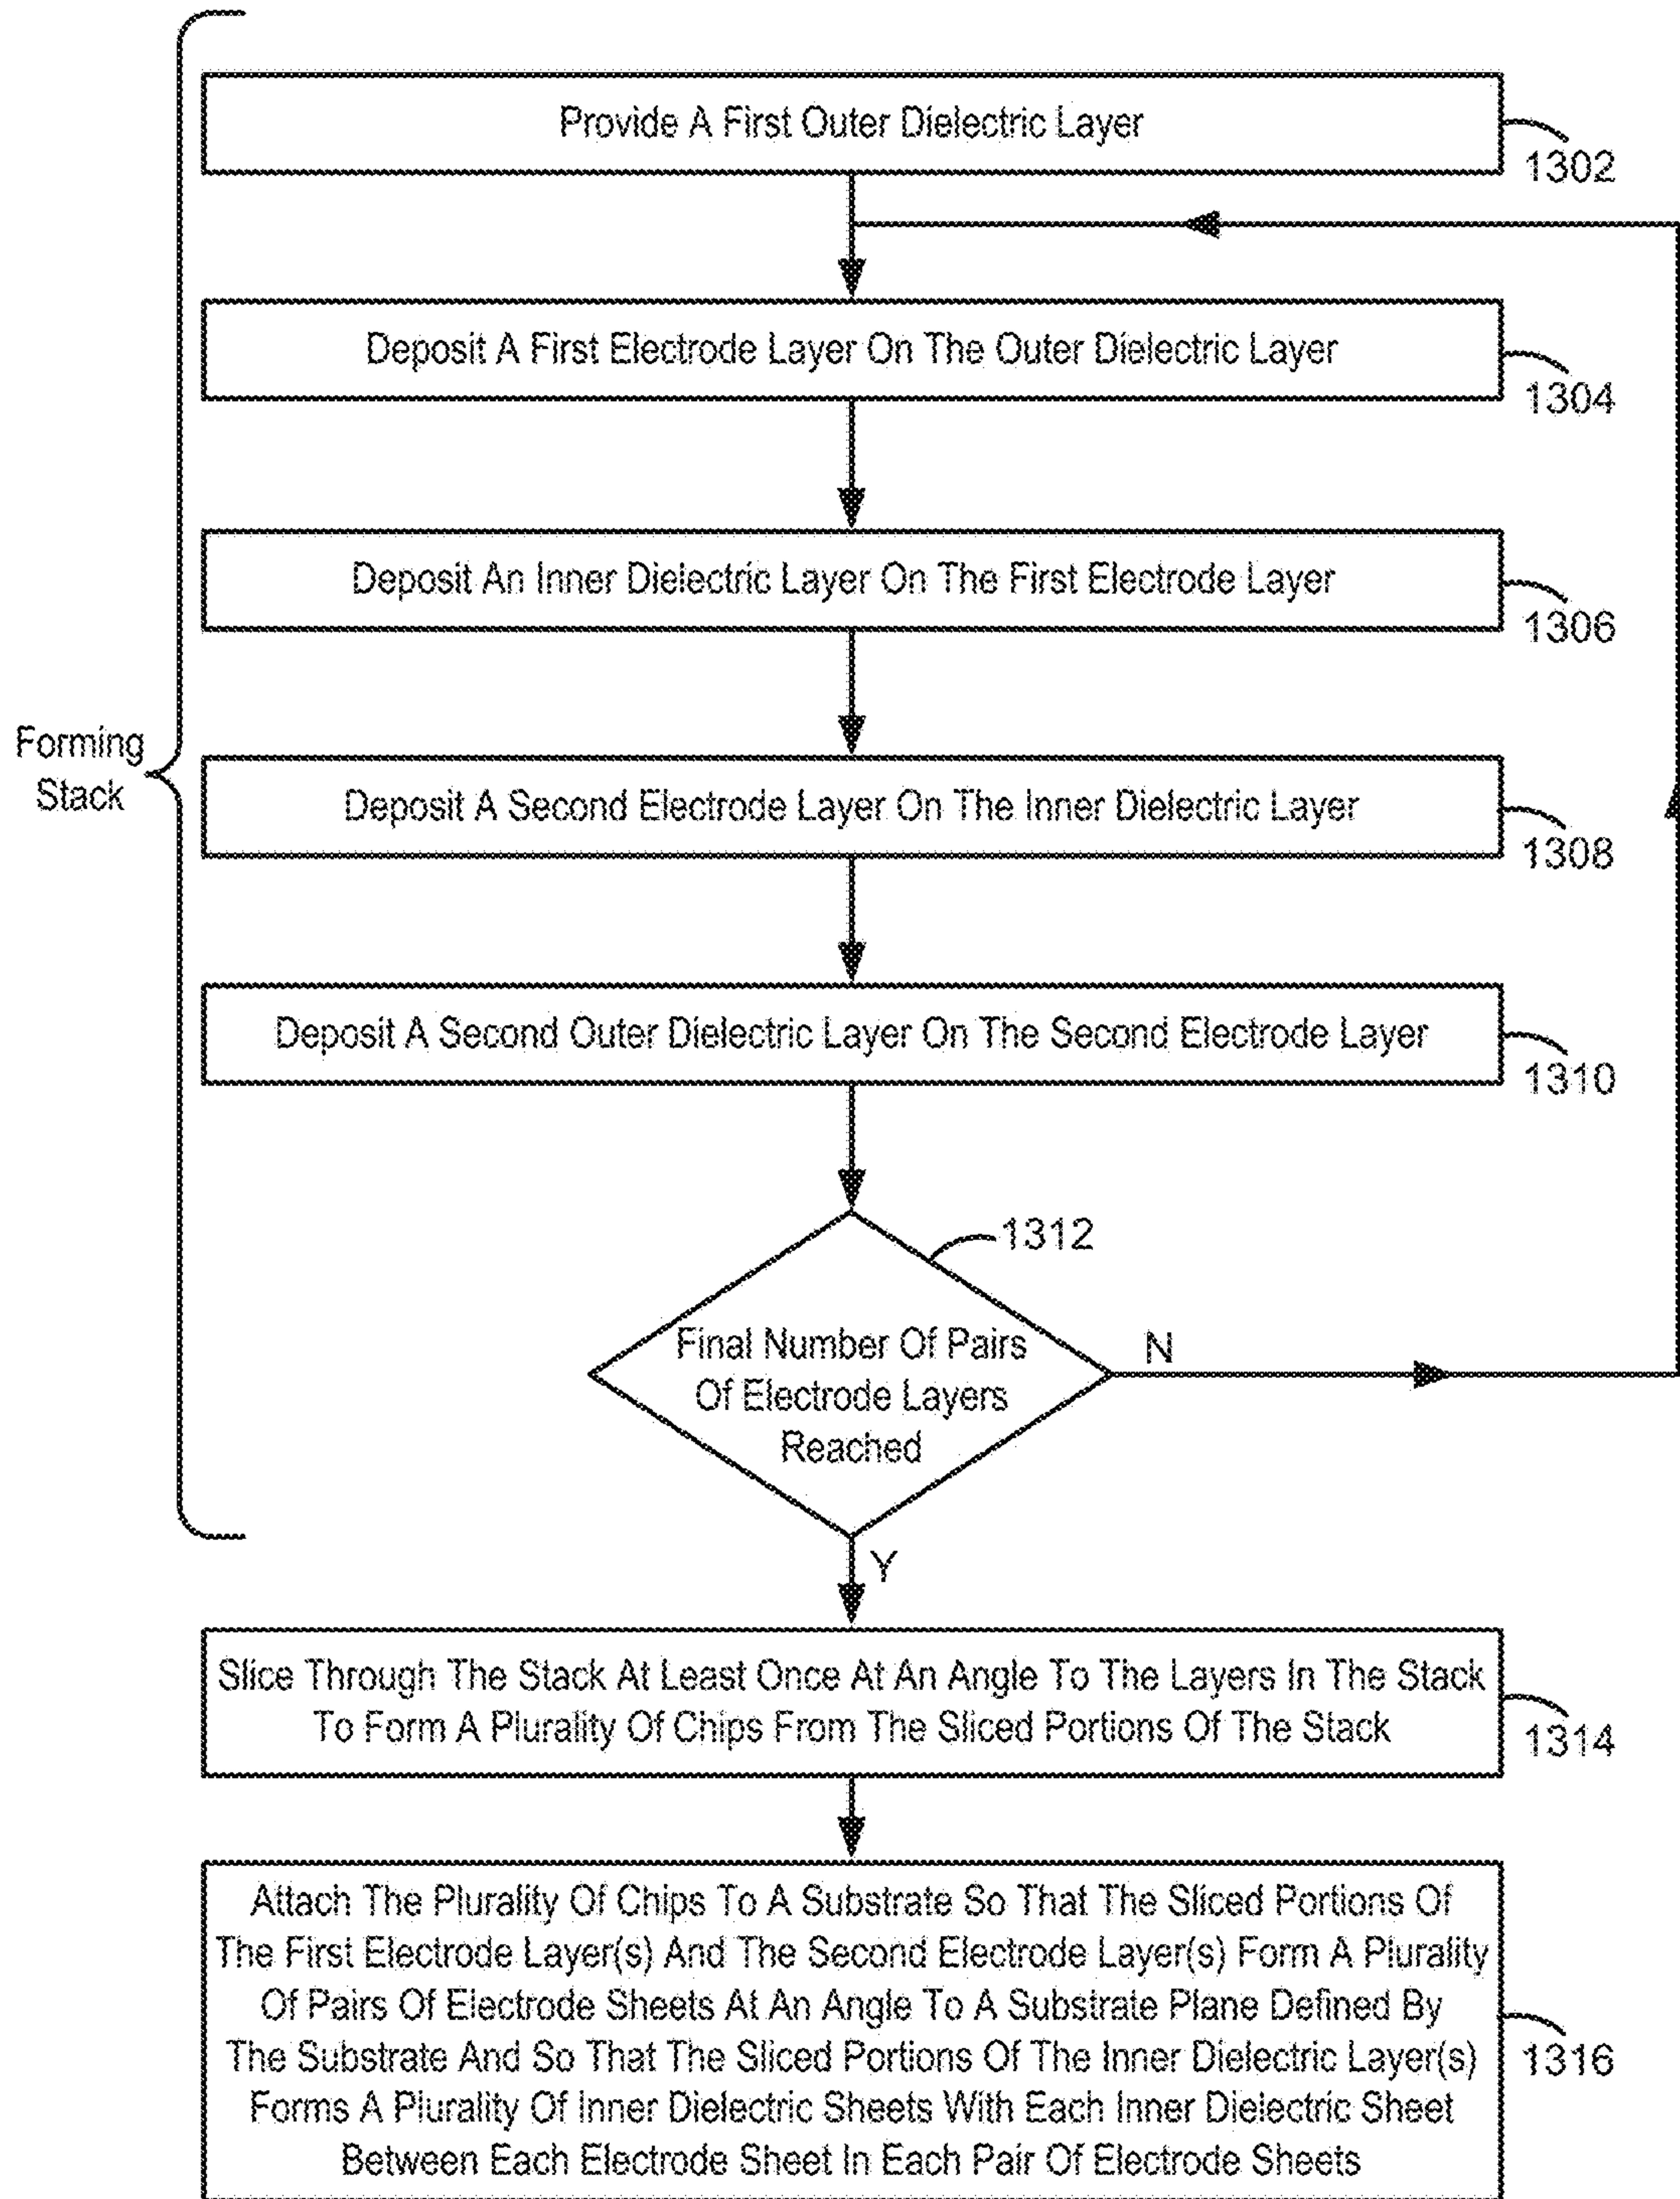 Provide A First Outer Dielectric Layer
1302
Deposit A First Electrode Layer On The Outer Dielectric Layer
1304
Deposit An Inner Dielectric Layer On The First Electrode Layer
1306
Forming
Stack
Deposit A Second Electrode Layer On The Inner Dielectric Layer
1308
Deposit A Second Outer Dielectric Layer On The Second Electrode Layer
1310
1312
Final Number Of Pairs
Of Electrode Layers
Reached
N
Y
Slice Through The Stack At Least Once At An Angle To The Layers In The Stack
To Form A Plurality Of Chips From The Sliced Portions Of The Stack
1314
Attach The Plurality Of Chips To A Substrate So That The Sliced Portions Of
The First Electrode Layer(s) And The Second Electrode Layer(s) Form A Plurality
Of Pairs Of Electrode Sheets At An Angle To A Substrate Plane Defined By
The Substrate And So That The Sliced Portions Of The Inner Dielectric Layer(s)
Forms A Plurality Of Inner Dielectric Sheets With Each Inner Dielectric Sheet
Between Each Electrode Sheet In Each Pair Of Electrode Sheets
1316